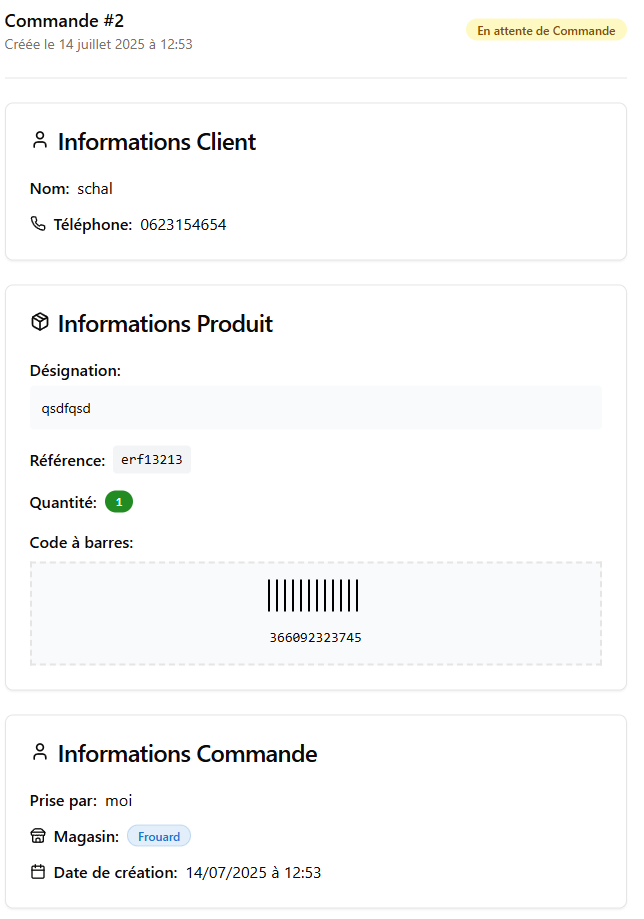 Commande #2
En attente de Commande
Créée le 14 juillet 2025 à 12:53
Informations Client
Nom: schal
Téléphone: 0623154654
Informations Produit
Désignation:
qsdfqsd
Référence: erf13213
Quantité: 1
Code à barres:
366092323745
Informations Commande
Prise par: moi
Magasin: Frouard
Date de création: 14/07/2025 à 12:53